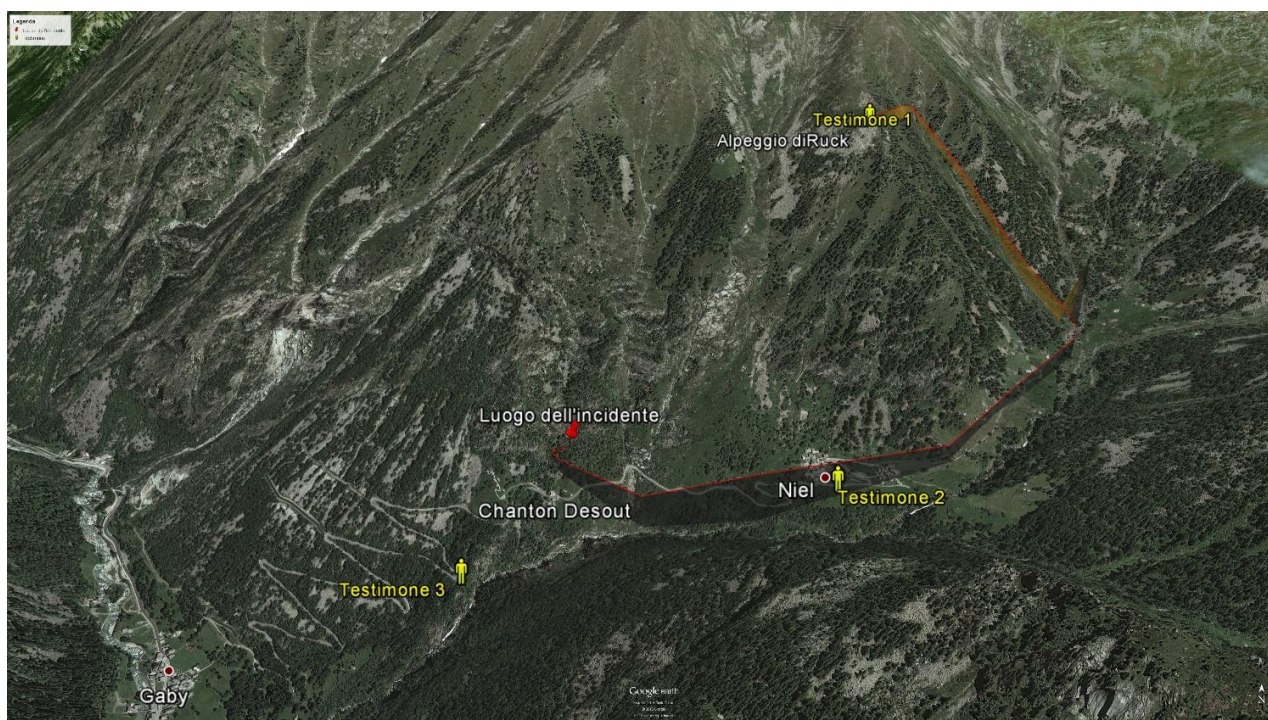 Legenda
Testimone 1
Alpeggio diRuck
Luogo dell'incidente
Niel
Testimone 2
Chanton Desout
Testimone 3
Gaby
Google earth
N